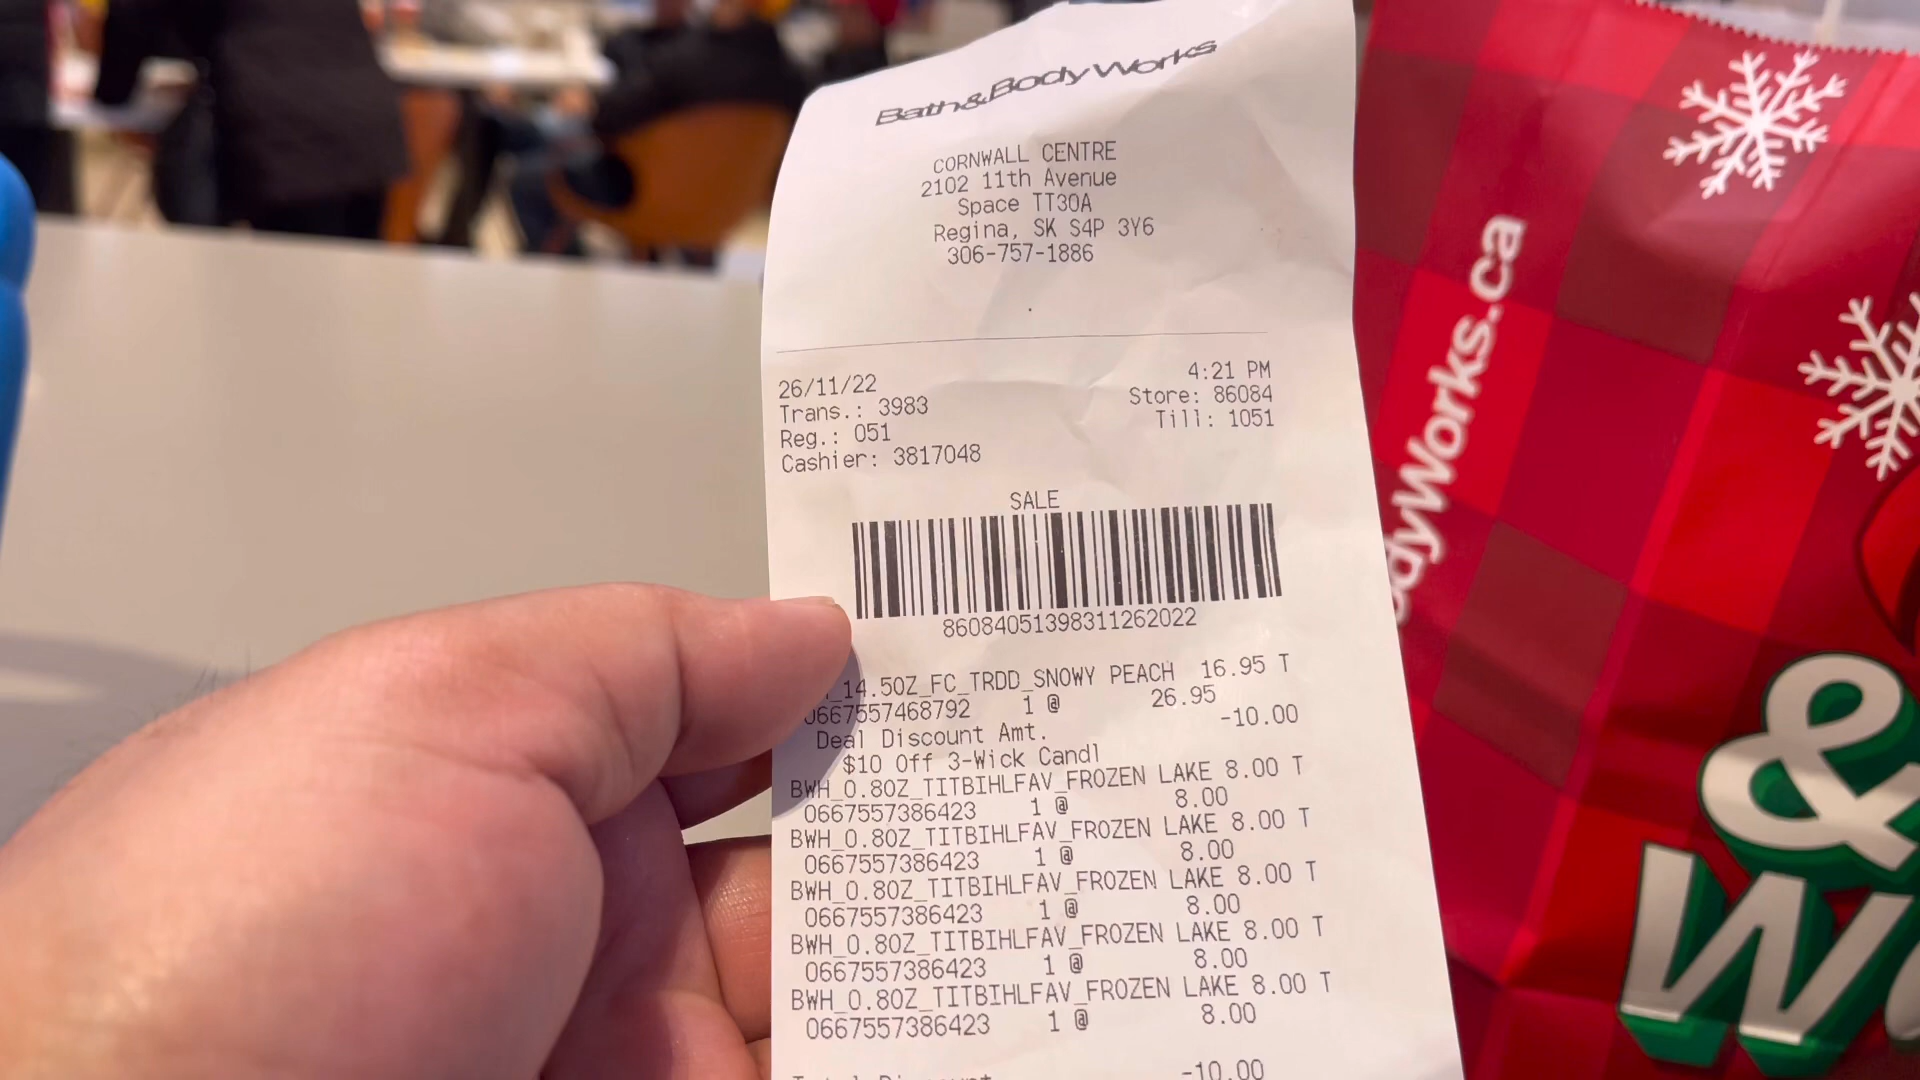 Bath&BodyWorks
CORNWALL CENTRE
2102 11th Avenue
Space TT30A
Regina, SK S4P 3Y6
306-757-1886
26/11/22 4:21 PM
Trans.: 3983 Store: 86084
Reg.: 051 Till: 1051
Cashier: 3817048
SALE
86084051398311262022
14.5OZ_FC_TRDD_SNOWY PEACH 16.95 T
0667557468792 1 @ 26.95
Deal Discount Amt. -10.00
$10 Off 3-Wick Candl
BWH_0.8OZ_TITBIHLFAV_FROZEN LAKE 8.00 T
0667557386423 1 @ 8.00
BWH_0.8OZ_TITBIHLFAV_FROZEN LAKE 8.00 T
0667557386423 1 @ 8.00
BWH_0.8OZ_TITBIHLFAV_FROZEN LAKE 8.00 T
0667557386423 1 @ 8.00
BWH_0.8OZ_TITBIHLFAV_FROZEN LAKE 8.00 T
0667557386423 1 @ 8.00
BWH_0.8OZ_TITBIHLFAV_FROZEN LAKE 8.00 T
0667557386423 1 @ 8.00
-10.00
odyWorks.ca
&
W